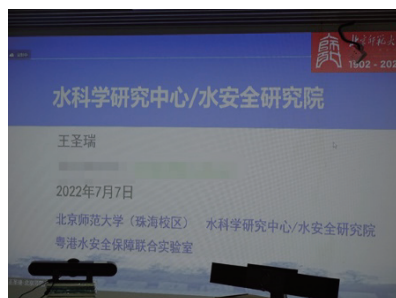 1902 - 202
水科学研究中心/水安全研究院
王圣瑞
2022年7月7日
北京师范大学（珠海校区） 水科学研究中心/水安全研究院
粤港水安全保障联合实验室